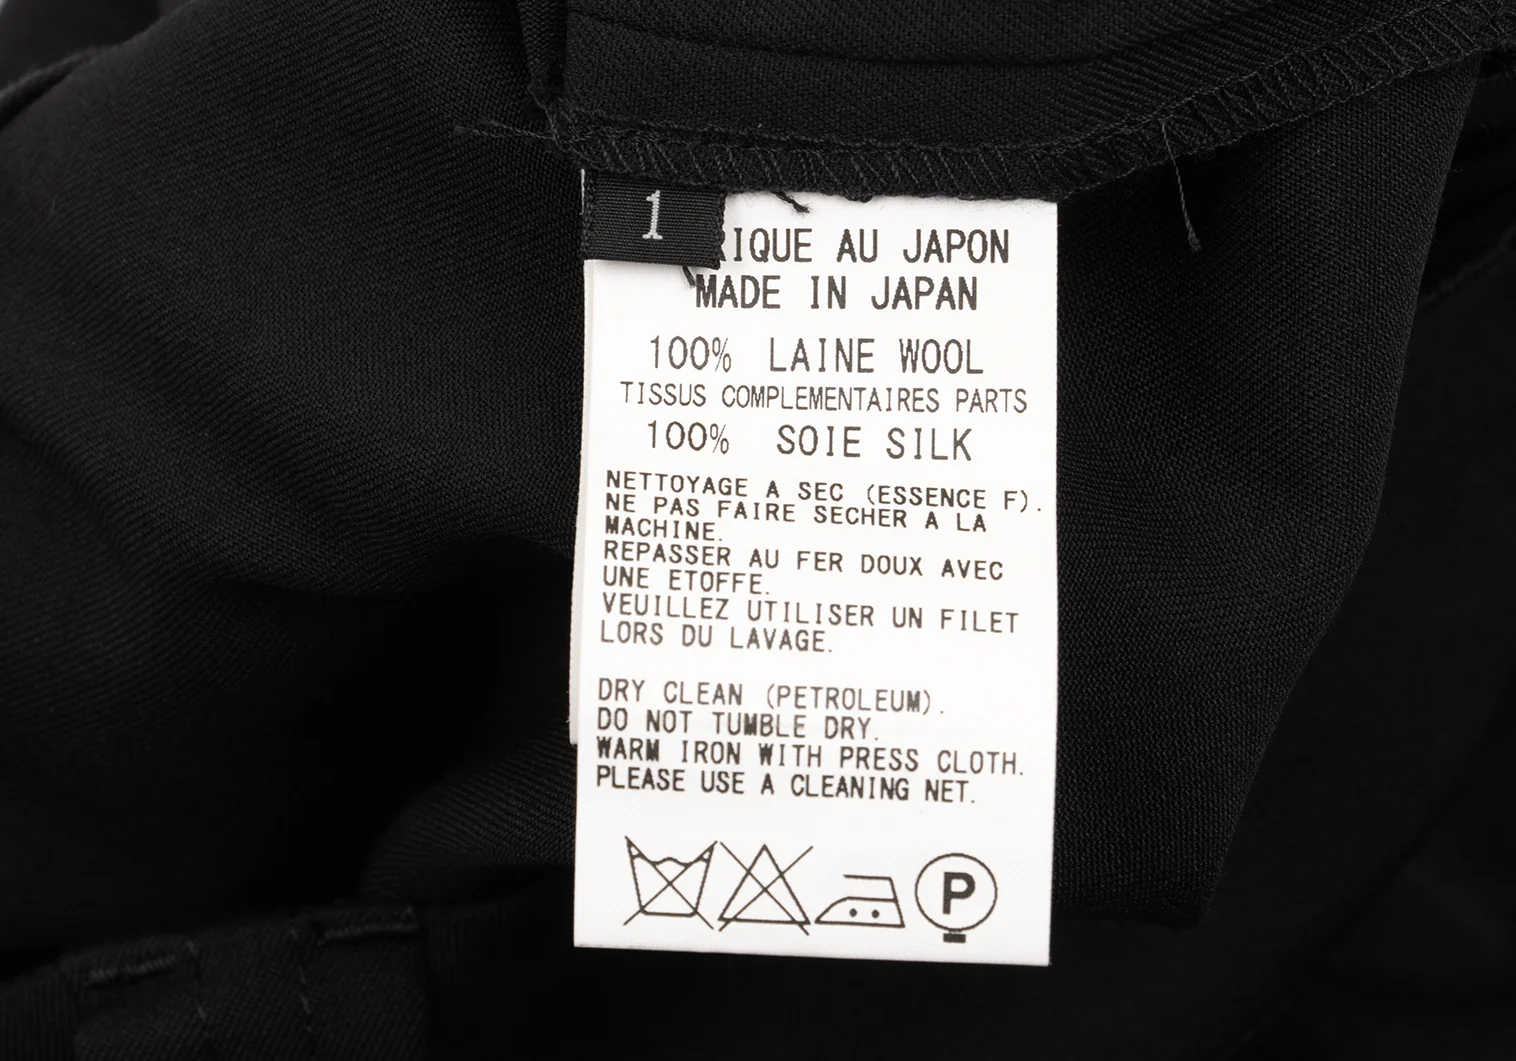 1
RIQUE AU JAPON
MADE IN JAPAN
100% LAINE WOOL
TISSUS COMPLEMENTAIRES PARTS
100% SOIE SILK
NETTOYAGE A SEC (ESSENCE F).
NE PAS FAIRE SECHER A LA
MACHINE.
REPASSER AU FER DOUX AVEC
UNE ETOFFE.
VEUILLEZ UTILISER UN FILET
LORS DU LAVAGE.
DRY CLEAN (PETROLEUM).
DO NOT TUMBLE DRY.
WARM IRON WITH PRESS CLOTH.
PLEASE USE A CLEANING NET.
P